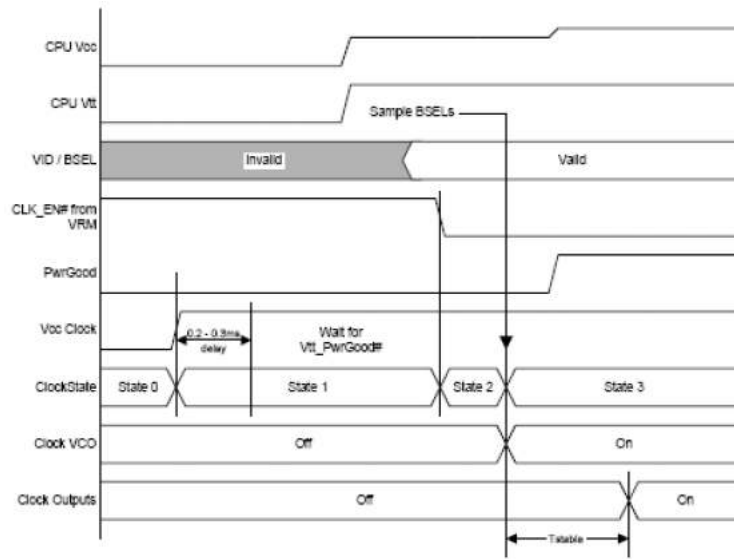 CPU Vcc
CPU Vtt
Sample BSELs
VID / BSEL
Invalid
Valid
CLK_EN# from
VRM
PwrGood
Vcc Clock
0.2 - 0.3ms
delay
Wait for
Vtt_PwrGood#
ClockState
State 0
State 1
State 2
State 3
Clock VCO
Off
On
Clock Outputs
Off
On
Tstable